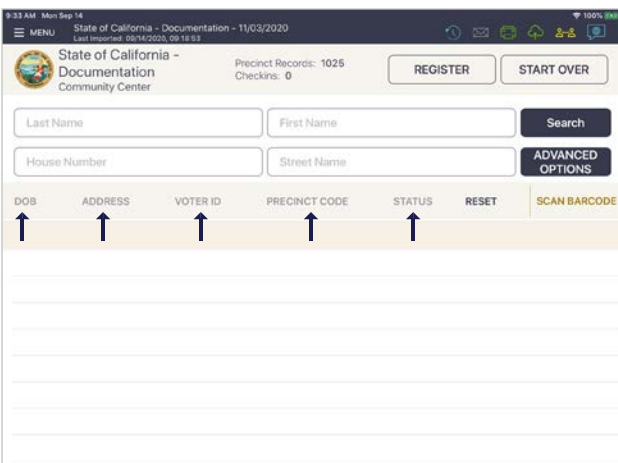 9:33 AM Mon Sep 14
100%
MENU
State of California - Documentation - 11/03/2020
Last Imported: 09/14/2020, 09:18:53
State of California -
Documentation
Community Center
Precinct Records: 1025
Checkins: 0
REGISTER
START OVER
Last Name
First Name
Search
House Number
Street Name
ADVANCED
OPTIONS
DOB ADDRESS VOTER ID PRECINCT CODE STATUS RESET SCAN BARCODE